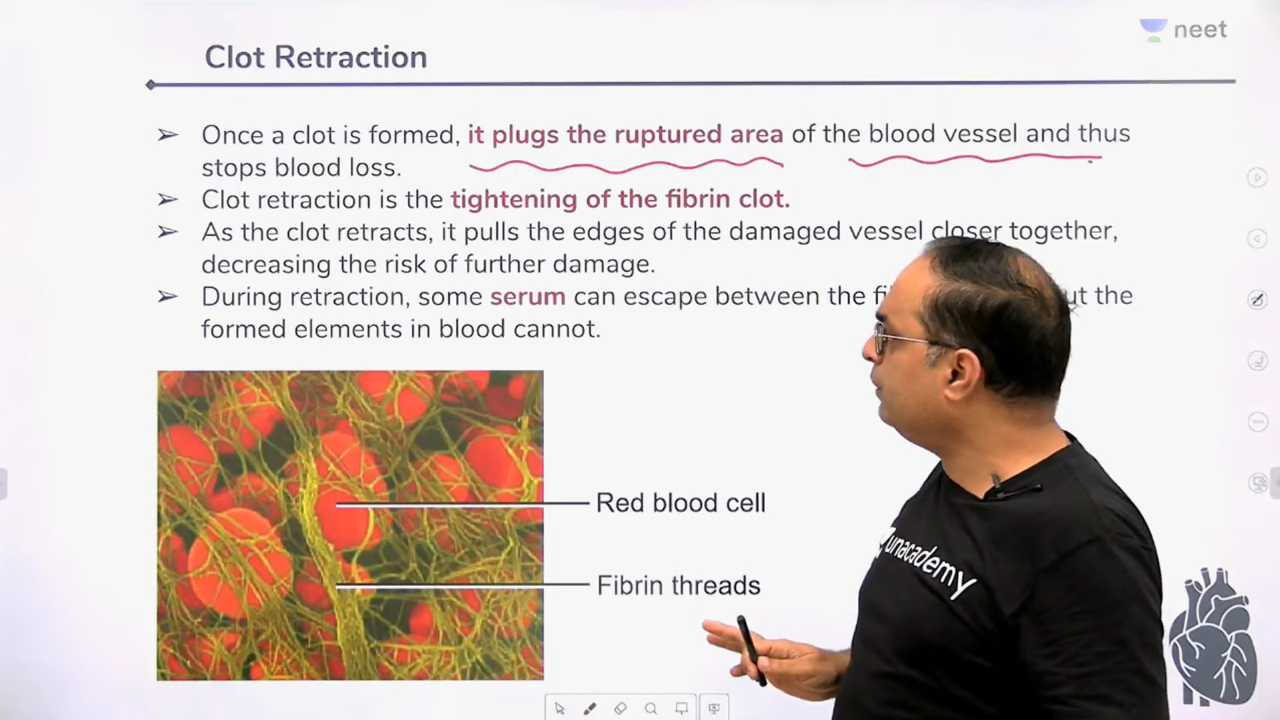 neet
Clot Retraction
Once a clot is formed, it plugs the ruptured area of the blood vessel and thus
stops blood loss.
Clot retraction is the tightening of the fibrin clot.
As the clot retracts, it pulls the edges of the damaged vessel closer together,
decreasing the risk of further damage.
During retraction, some serum can escape between the the
formed elements in blood cannot.
Red blood cell
Fibrin threads
unacademy